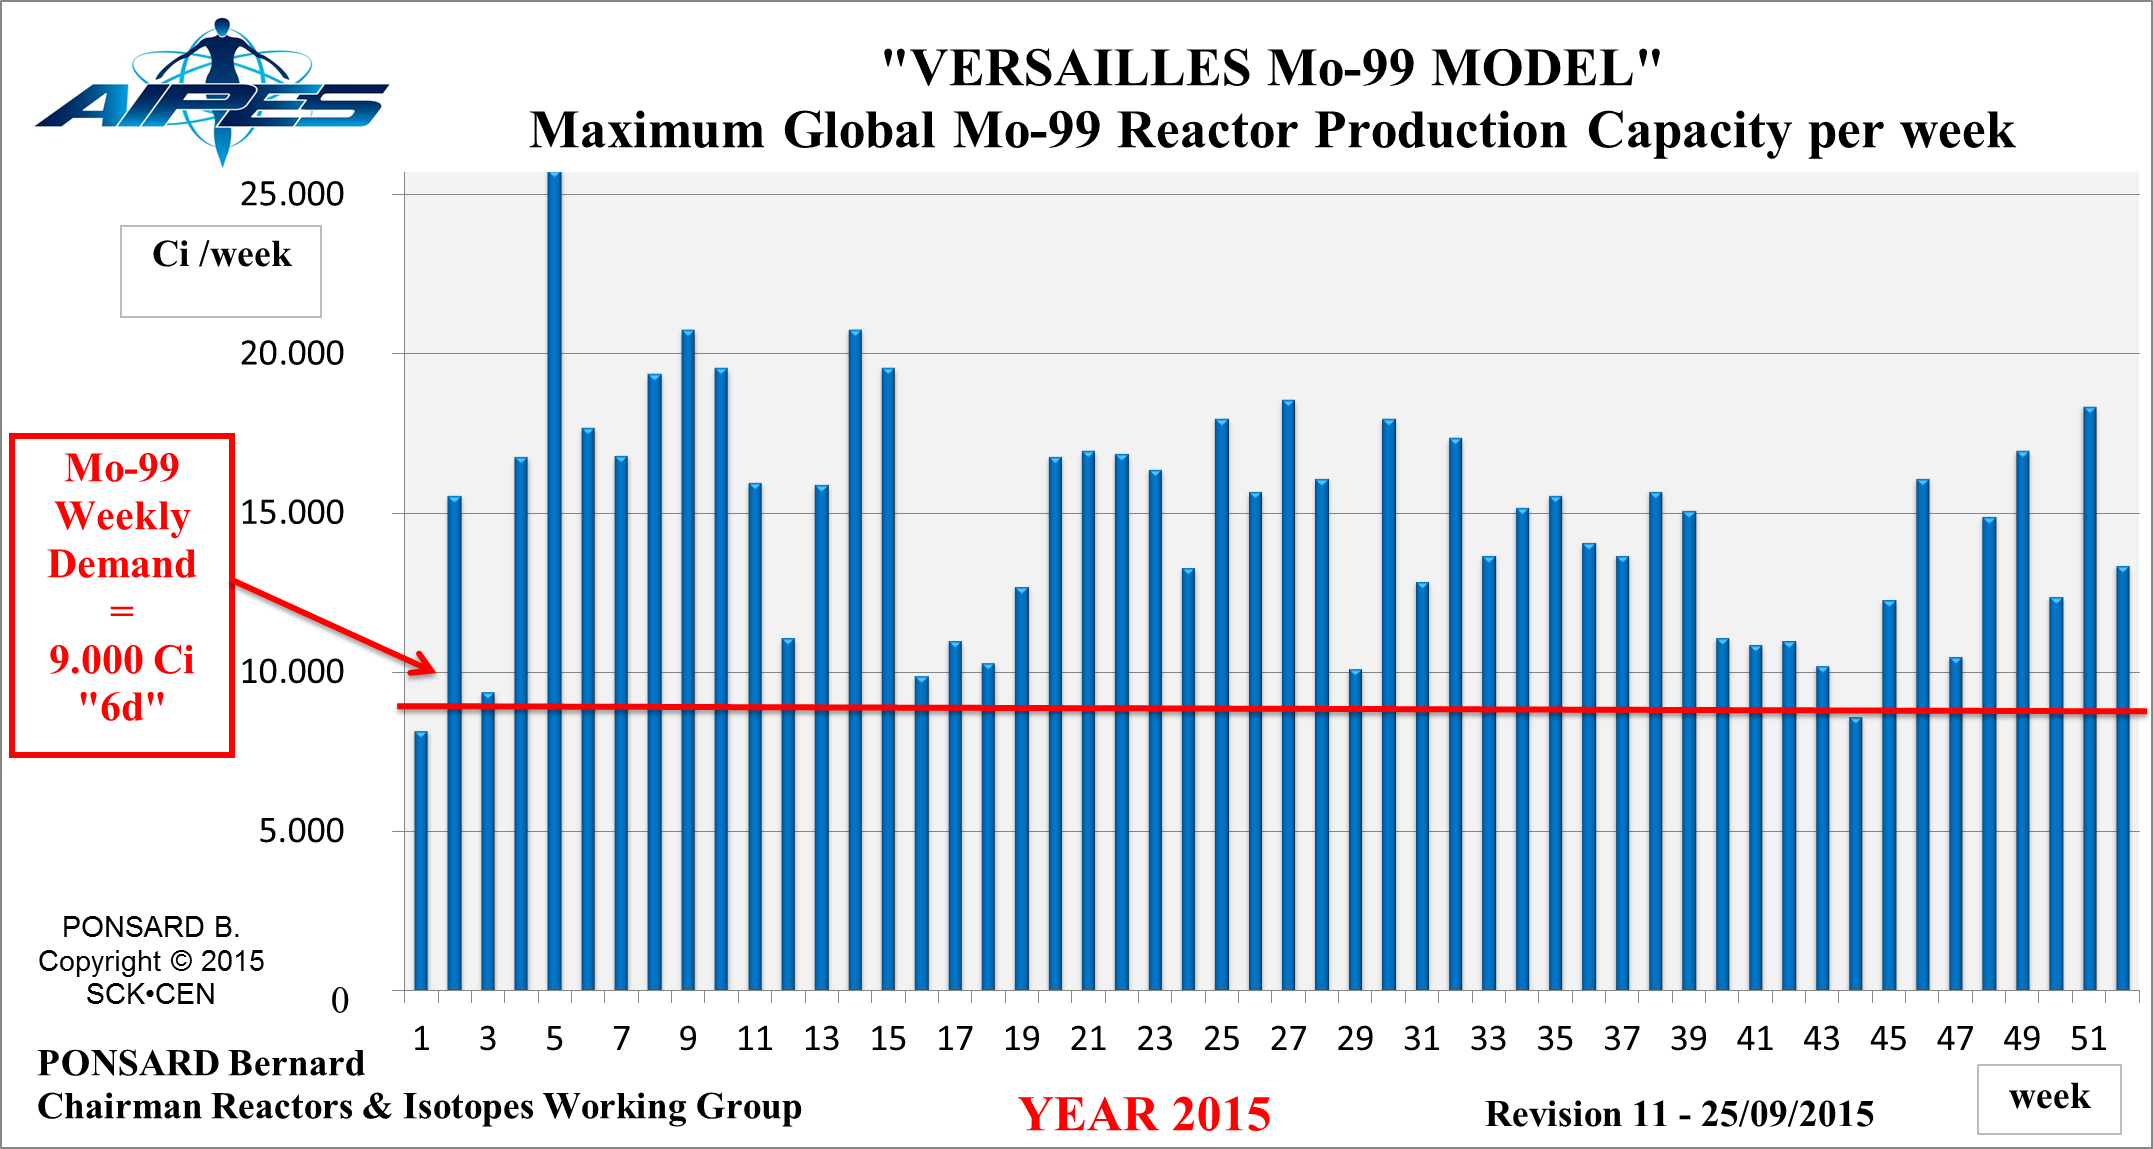 AIPES
"VERSAILLES Mo-99 MODEL"
Maximum Global Mo-99 Reactor Production Capacity per week
25.000
Ci /week
20.000
Mo-99
Weekly
Demand
=
9.000 Ci
"6d"
15.000
10.000
5.000
0
PONSARD B.
Copyright © 2015
SCK•CEN
1 3 5 7 9 11 13 15 17 19 21 23 25 27 29 31 33 35 37 39 41 43 45 47 49 51
PONSARD Bernard
Chairman Reactors & Isotopes Working Group
YEAR 2015
Revision 11 - 25/09/2015
week